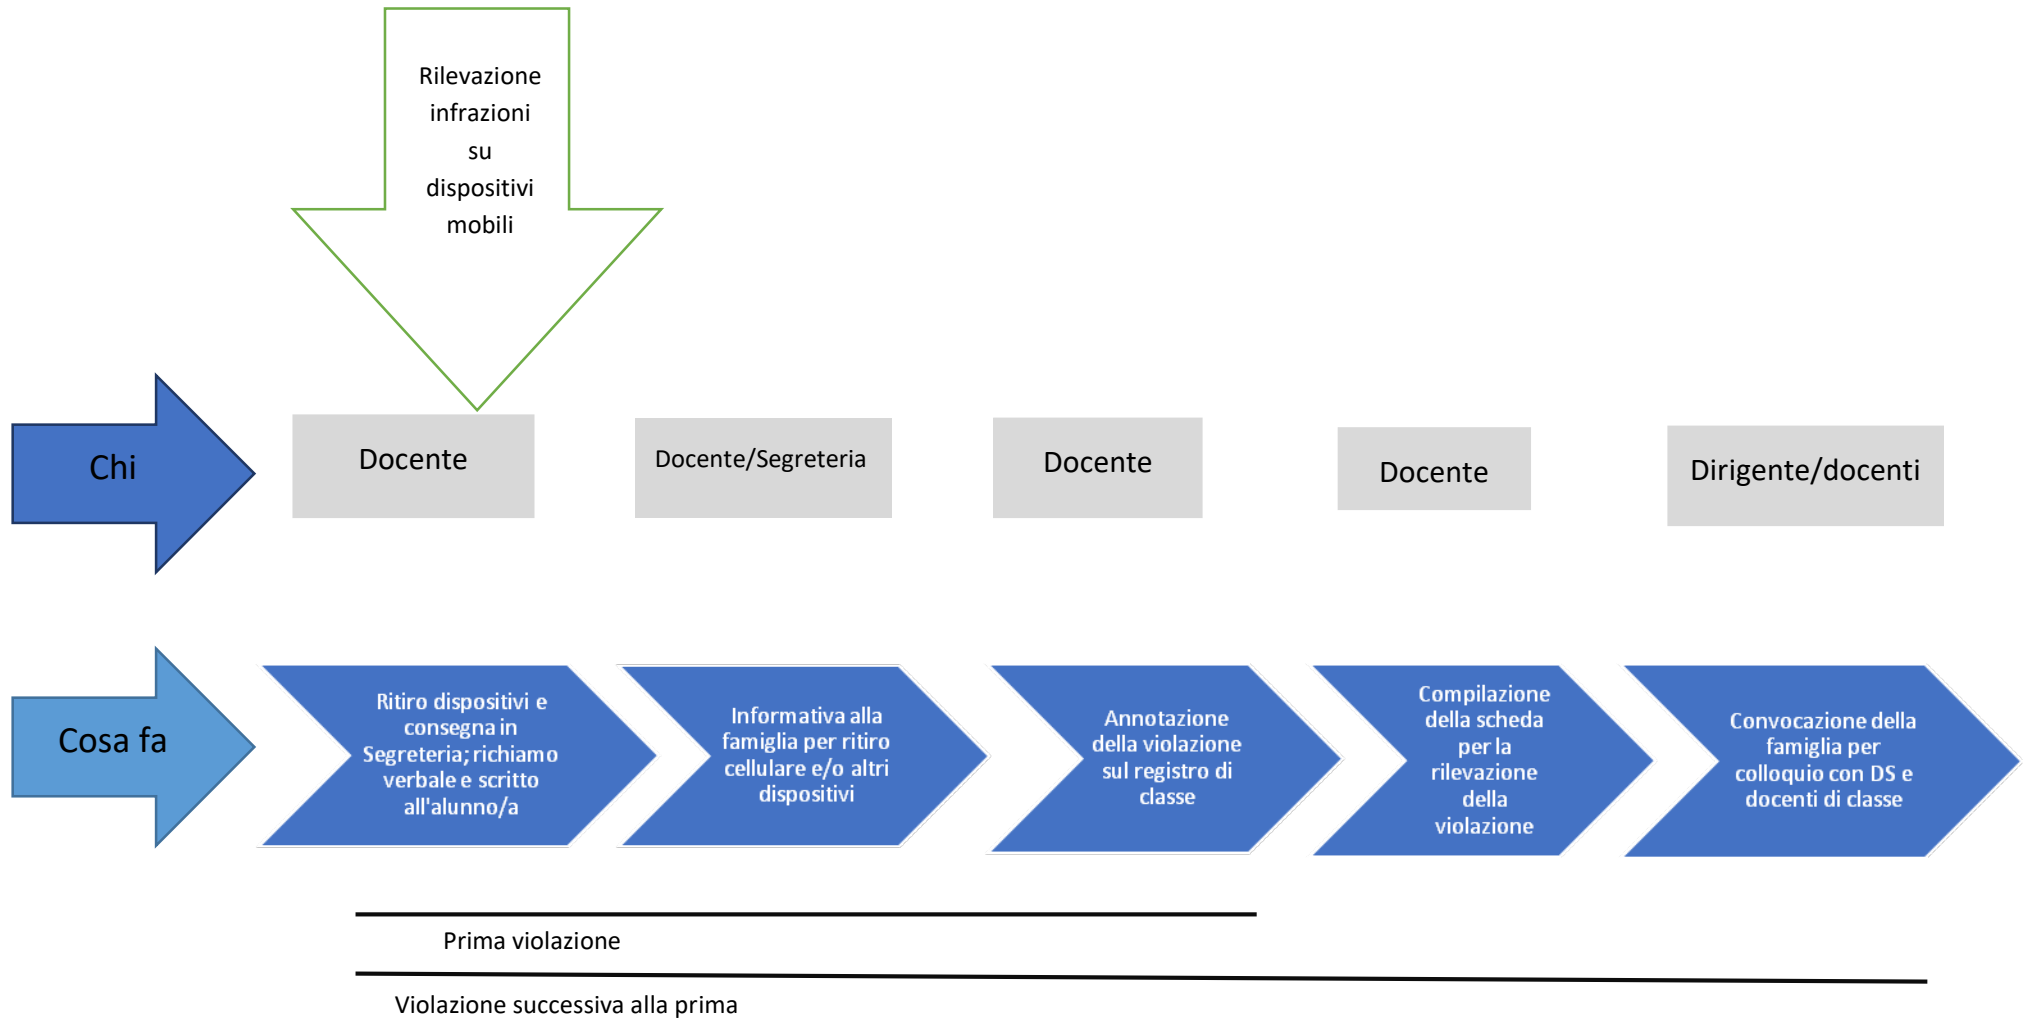 Rilevazione
infrazioni
su
dispositivi
mobili
Chi
Docente
Docente/Segreteria
Docente
Docente
Dirigente/docenti
Cosa fa
Ritiro dispositivi e
consegna in
Segreteria; richiamo
verbale e scritto
all'alunno/a
Informativa alla
famiglia per ritiro
cellulare e/o altri
dispositivi
Annotazione
della violazione
sul registro di
classe
Compilazione
della scheda
per la
rilevazione
della
violazione
Convocazione della
famiglia per
colloquio con DS e
docenti di classe
Prima violazione
Violazione successiva alla prima